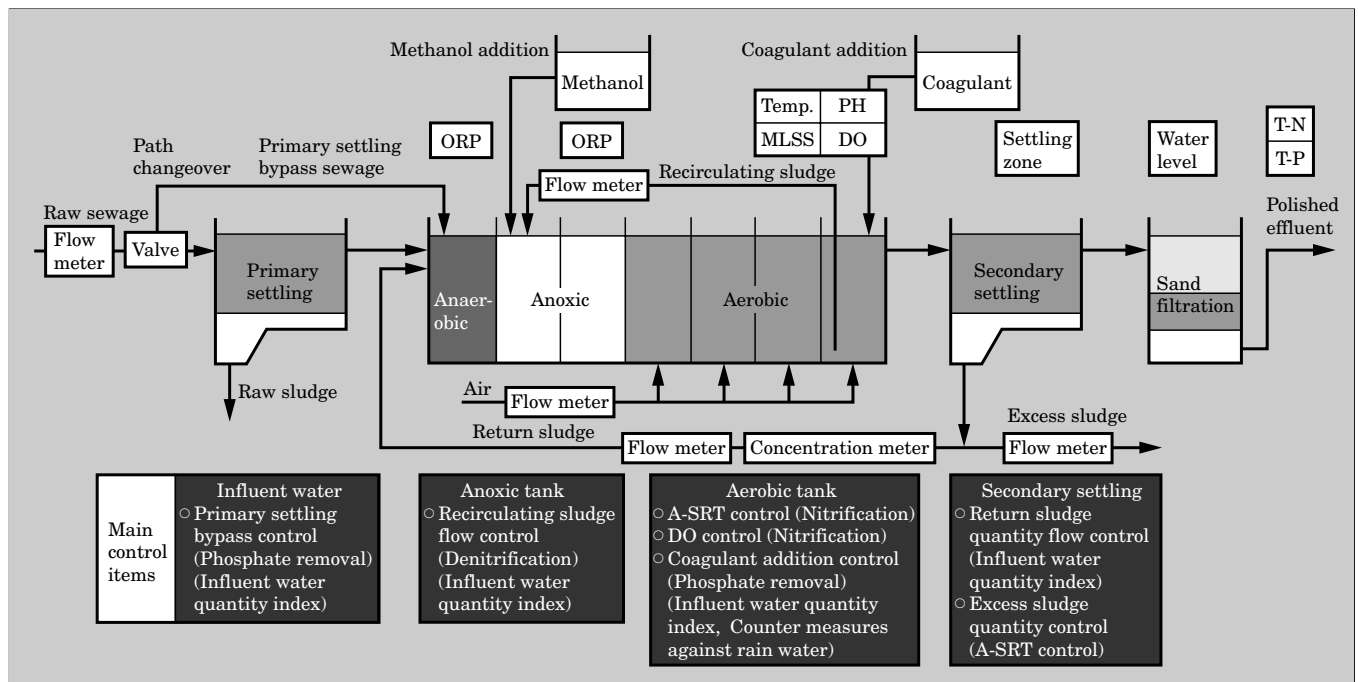 Methanol addition
Methanol
Coagulant addition
Coagulant
Temp.
PH
MLSS
DO
ORP
ORP
Settling
zone
Water
level
T-N
T-P
Path
changeover
Primary settling
bypass sewage
Flow meter
Recirculating sludge
Raw sewage
Flow
meter
Valve
Primary
settling
Anaer-
obic
Anoxic
Aerobic
Secondary
settling
Sand
filtration
Polished
effluent
Raw sludge
Air
Flow meter
Return sludge
Flow meter
Concentration meter
Excess sludge
Flow meter
Main
control
items
Influent water
○ Primary settling
bypass control
(Phosphate removal)
(Influent water
quantity index)
Anoxic tank
○ Recirculating sludge
flow control
(Denitrification)
(Influent water
quantity index)
Aerobic tank
○ A-SRT control (Nitrification)
○ DO control (Nitrification)
○ Coagulant addition control
(Phosphate removal)
(Influent water quantity
index, Counter measures
against rain water)
Secondary settling
○ Return sludge
quantity flow control
(Influent water
quantity index)
○ Excess sludge
quantity control
(A-SRT control)